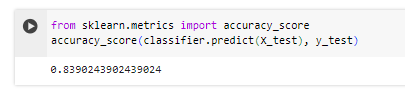 from sklearn.metrics import accuracy_score
accuracy_score(classifier.predict(X_test), y_test)
0.8390243902439024